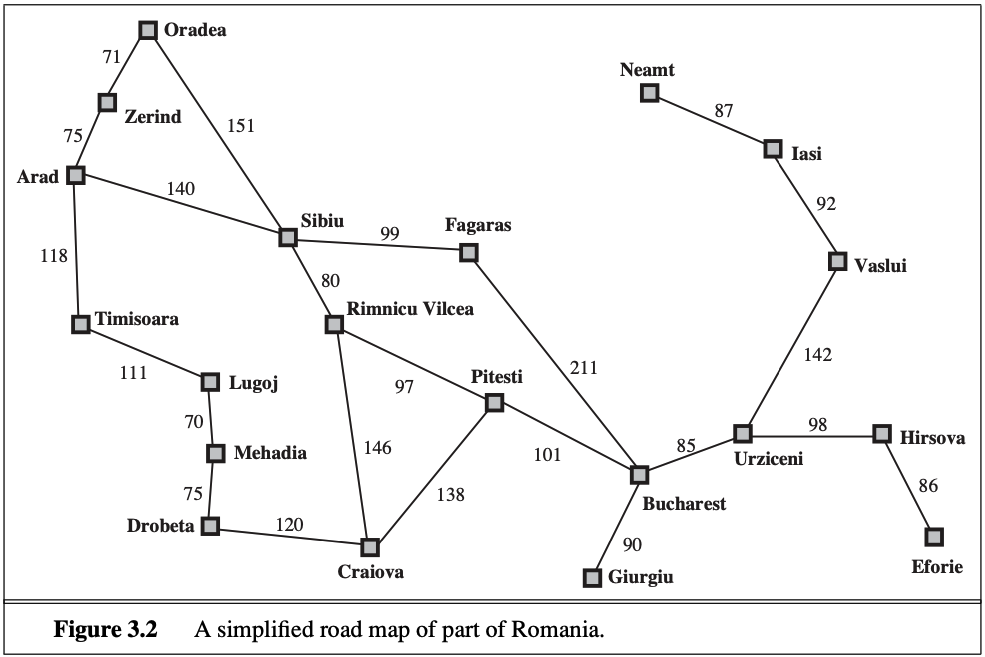 Oradea
71
Neamt
Zerind
87
75
151
Iasi
Arad
140
Sibiu
Fagaras
92
99
118
Vaslui
80
Timisoara
Rimnicu Vilcea
142
111
Lugoj
Pitesti
211
97
70
98
Hirsova
Mehadia
146
101
85
Urziceni
86
75
138
Bucharest
Drobeta
120
90
Craiova
Giurgiu
Eforie
Figure 3.2 A simplified road map of part of Romania.